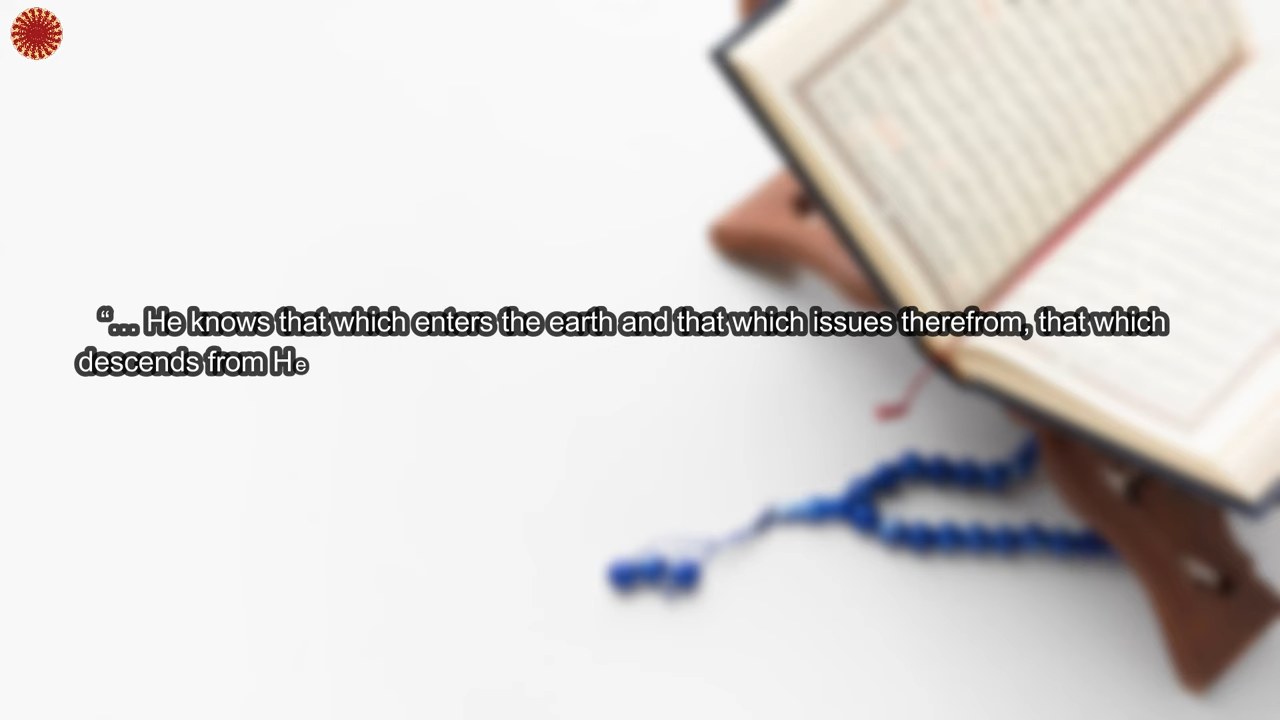 “... He knows that which enters the earth and that which issues therefrom, that which
descends from He